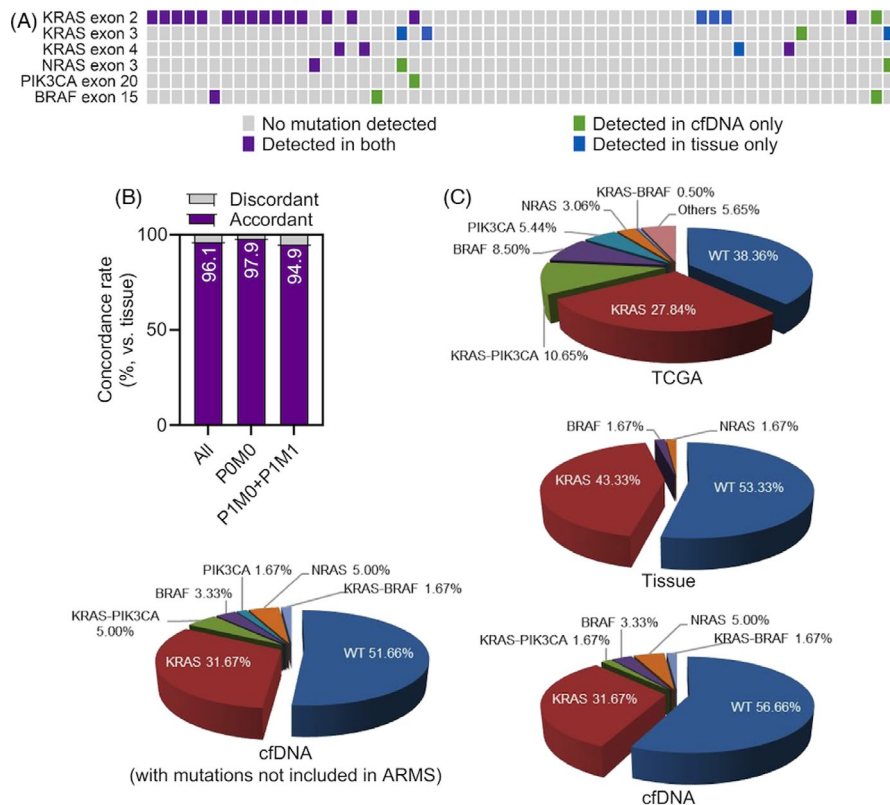 (A)
KRAS exon 2
KRAS exon 3
KRAS exon 4
NRAS exon 3
PIK3CA exon 20
BRAF exon 15
No mutation detected
Detected in both
Detected in cfDNA only
Detected in tissue only
(B)
Discordant
Accordant
Concordance rate
(%, vs. tissue)
100
50
0
96.1
97.9
94.9
All
P0M0
P1M0+P1M1
(C)
KRAS-BRAF 0.50%
NRAS 3.06%
Others 5.65%
PIK3CA 5.44%
BRAF 8.50%
WT 38.36%
KRAS 27.84%
KRAS-PIK3CA 10.65%
TCGA
BRAF 1.67%
NRAS 1.67%
KRAS 43.33%
WT 53.33%
Tissue
PIK3CA 1.67%
NRAS 5.00%
BRAF 3.33%
KRAS-BRAF 1.67%
KRAS-PIK3CA
5.00%
WT 51.66%
KRAS 31.67%
cfDNA
(with mutations not included in ARMS)
BRAF 3.33%
NRAS 5.00%
KRAS-PIK3CA 1.67%
KRAS-BRAF 1.67%
KRAS 31.67%
WT 56.66%
cfDNA